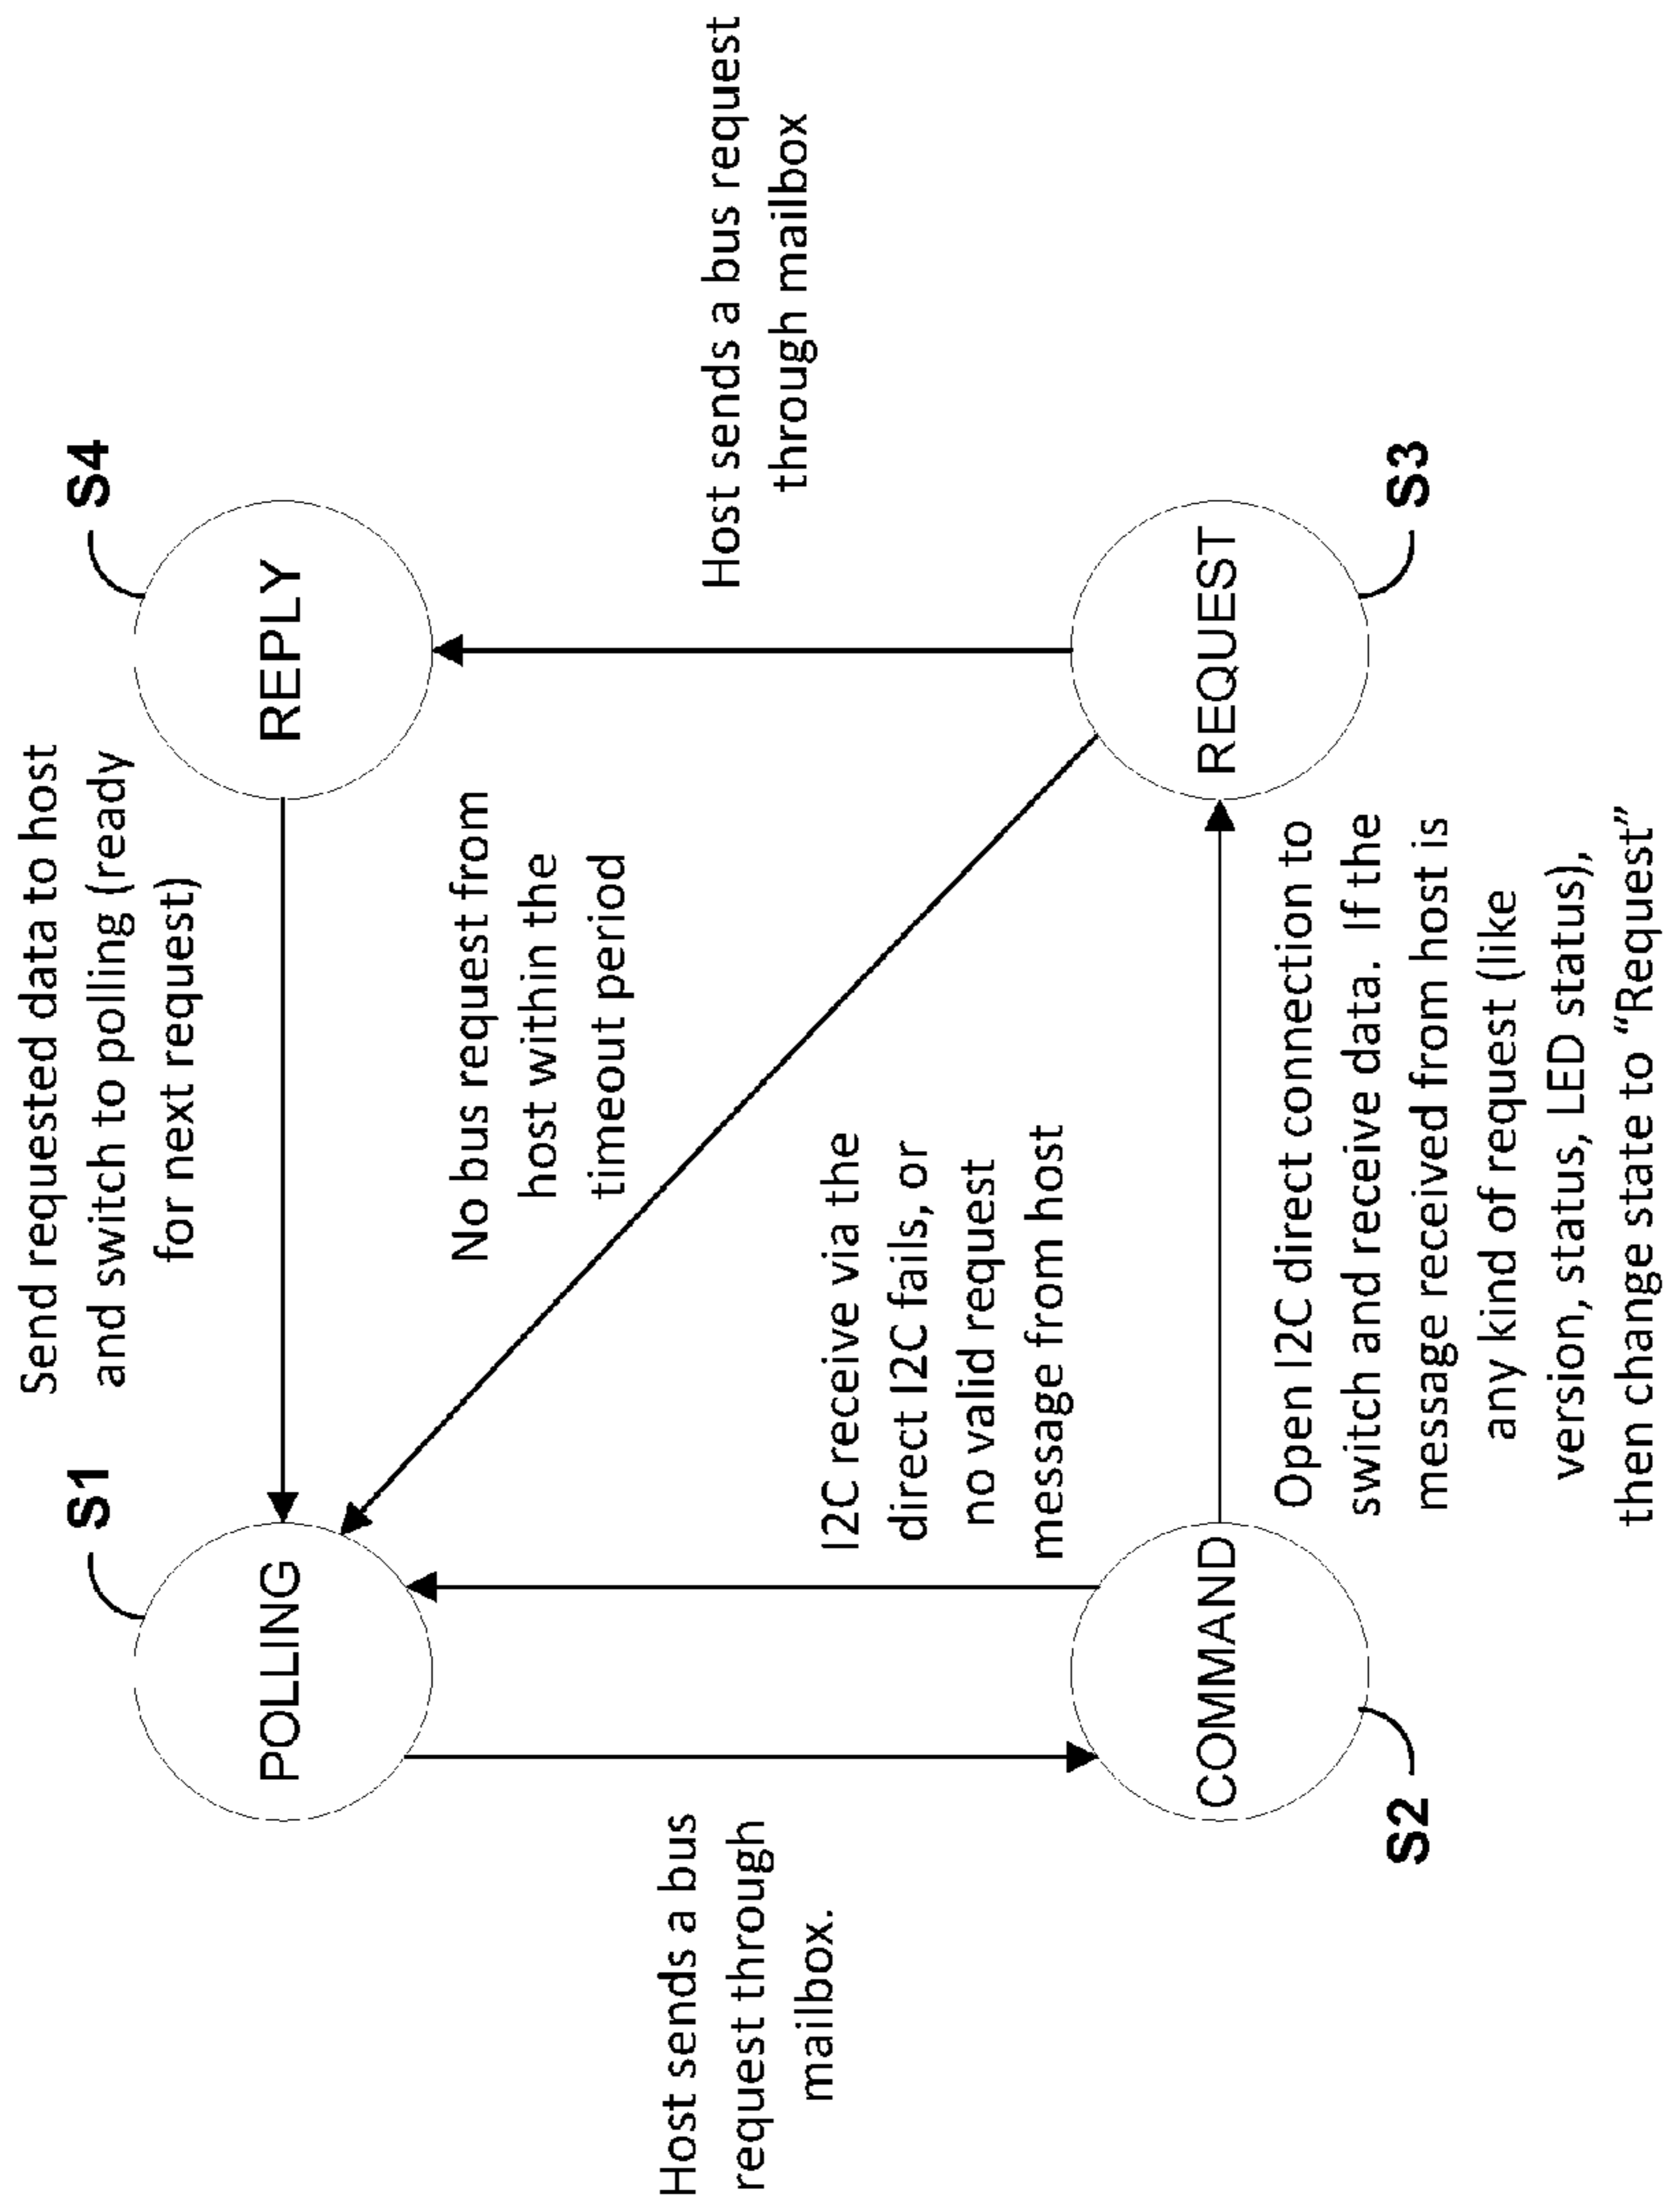 Send requested data to host
and switch to polling (ready
for next request)
S1
S4
POLLING
REPLY
No bus request from
host within the
timeout period
Host sends a bus
request through
mailbox.
Host sends a bus request
through mailbox
I2C receive via the
direct I2C fails, or
no valid request
message from host
COMMAND
REQUEST
S2
S3
Open I2C direct connection to
switch and receive data. If the
message received from host is
any kind of request (like
version, status, LED status),
then change state to “Request”